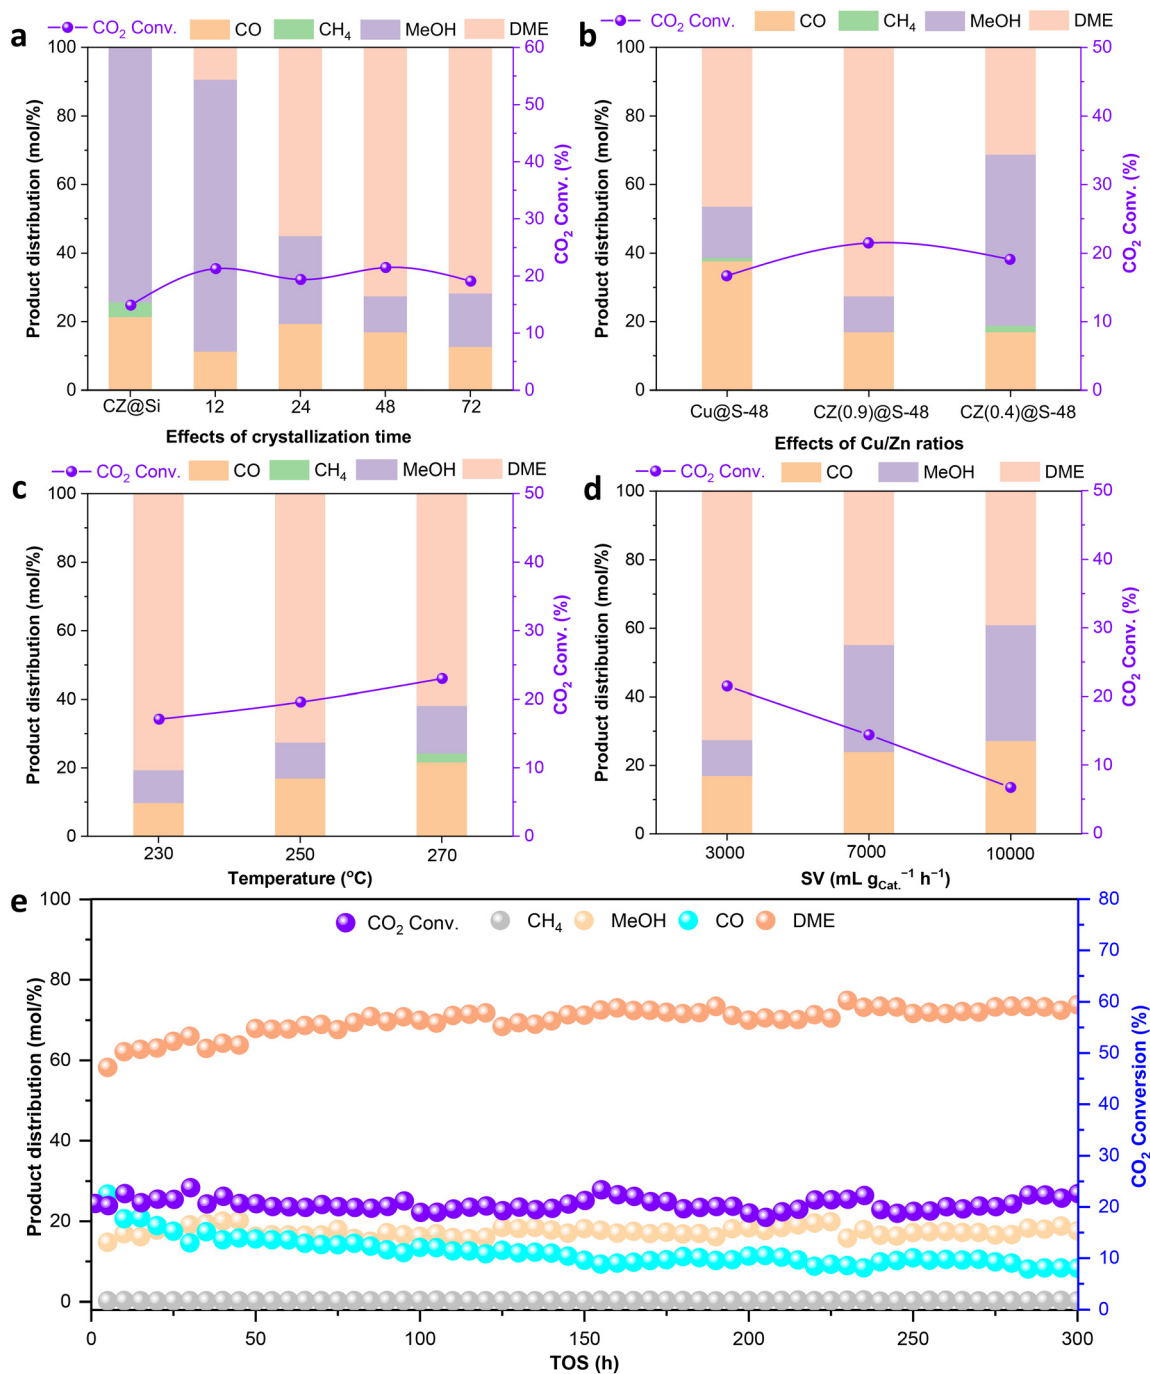 a
CO2 Conv. CO CH4 MeOH DME
100
80
60
40
20
0
Product distribution (mol/%)
60
50
40
30
20
10
0
CO2 Conv. (%)
CZ@Si 12 24 48 72
Effects of crystallization time
b
CO2 Conv. CO CH4 MeOH DME
100
80
60
40
20
0
Product distribution (mol/%)
50
40
30
20
10
0
CO2 Conv. (%)
Cu@S-48 CZ(0.9)@S-48 CZ(0.4)@S-48
Effects of Cu/Zn ratios
c
CO2 Conv. CO CH4 MeOH DME
100
80
60
40
20
0
Product distribution (mol/%)
50
40
30
20
10
0
CO2 Conv. (%)
230 250 270
Temperature (°C)
d
CO2 Conv. CO MeOH DME
100
80
60
40
20
0
Product distribution (mol/%)
50
40
30
20
10
0
CO2 Conv. (%)
3000 7000 10000
SV (mL gCat.⁻¹ h⁻¹)
e
CO2 Conv. CH4 MeOH CO DME
100
80
60
40
20
0
Product distribution (mol/%)
80
70
60
50
40
30
20
10
0
CO2 Conversion (%)
0 50 100 150 200 250 300
TOS (h)